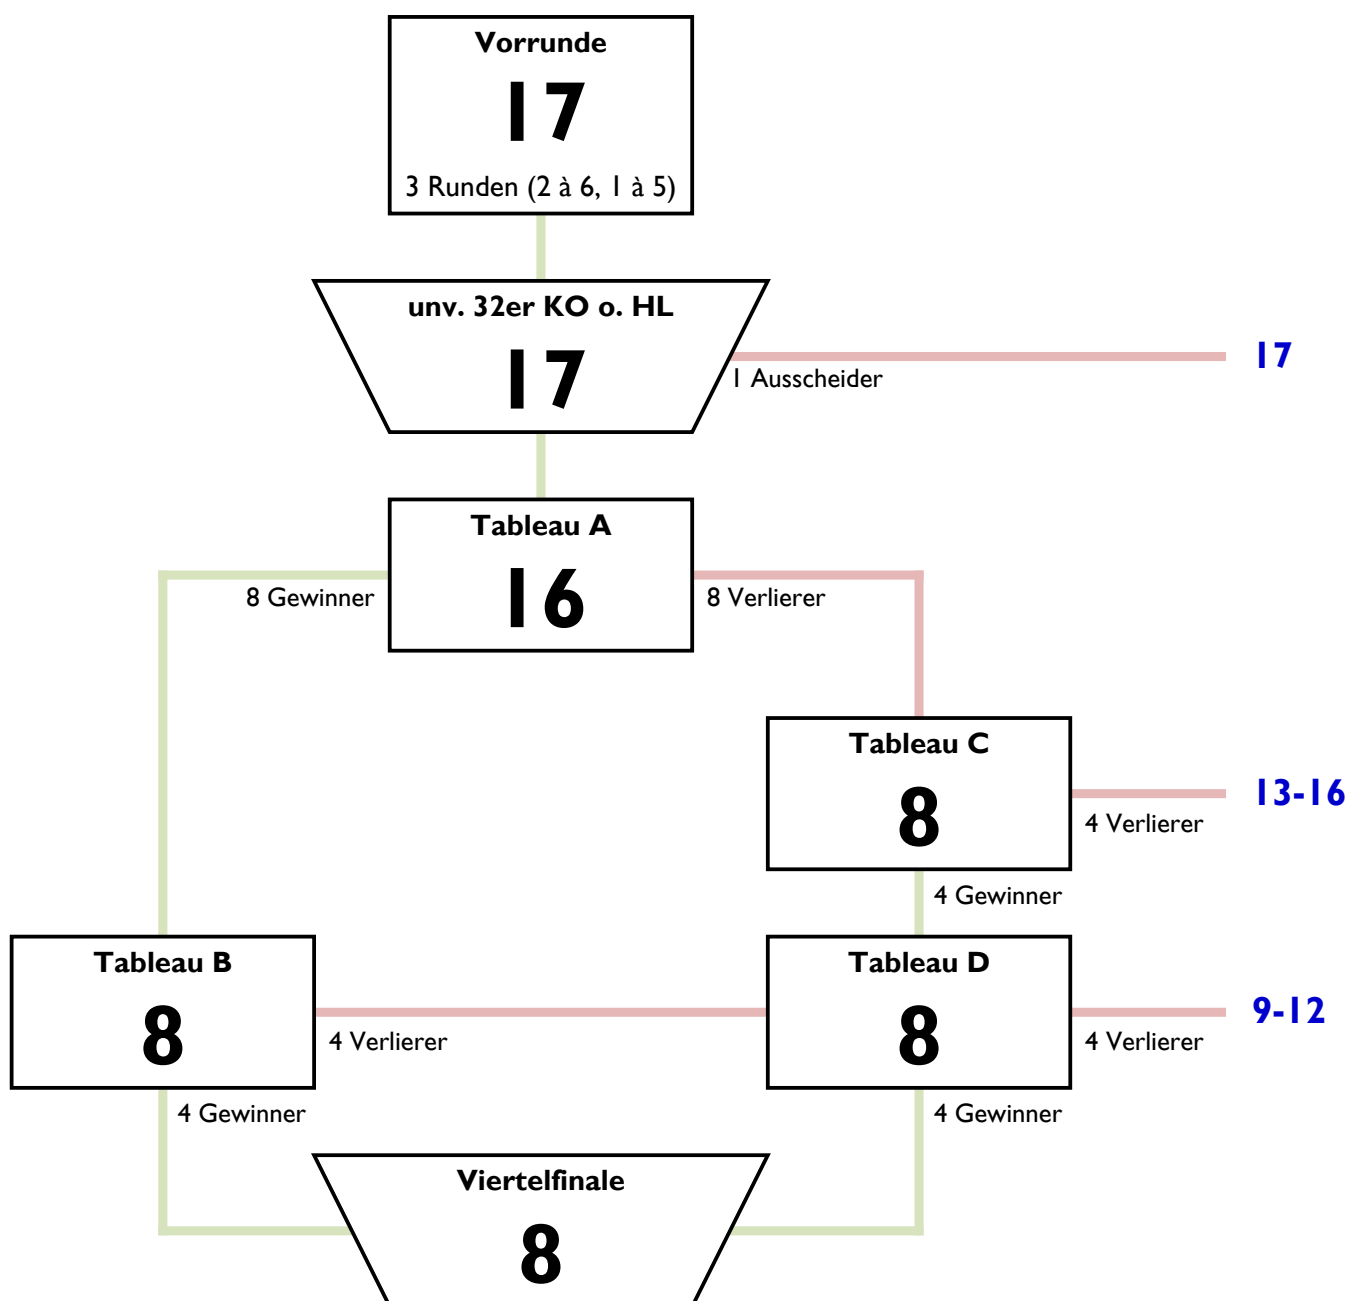 Vorrunde
17
3 Runden (2 à 6, 1 à 5)
unv. 32er KO o. HL
17
1 Ausscheider
17
Tableau A
16
8 Gewinner
8 Verlierer
Tableau C
8
4 Verlierer
13-16
4 Gewinner
Tableau B
8
4 Verlierer
Tableau D
8
4 Verlierer
9-12
4 Gewinner
4 Gewinner
Viertelfinale
8